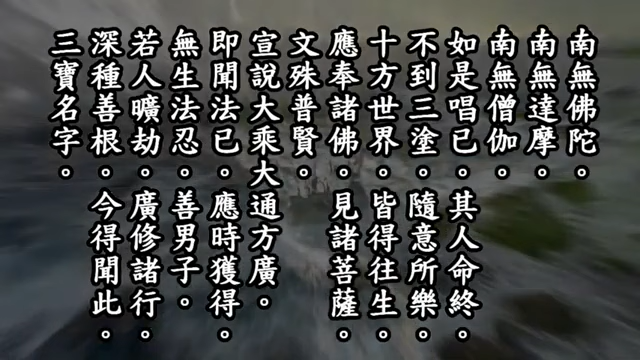 南無佛陀。
南無達摩。
南無僧伽。
如是唱已。其人命終。
不到三塗。隨意所樂。
十方世界。皆得往生。
應奉諸佛。見諸菩薩。
文殊普賢。
宣說大乘大通方廣。
即聞法已。應時獲得。
無生法忍。善男子。
若人曠劫。廣修諸行。
深種善根。今得聞此。
三寶名字。